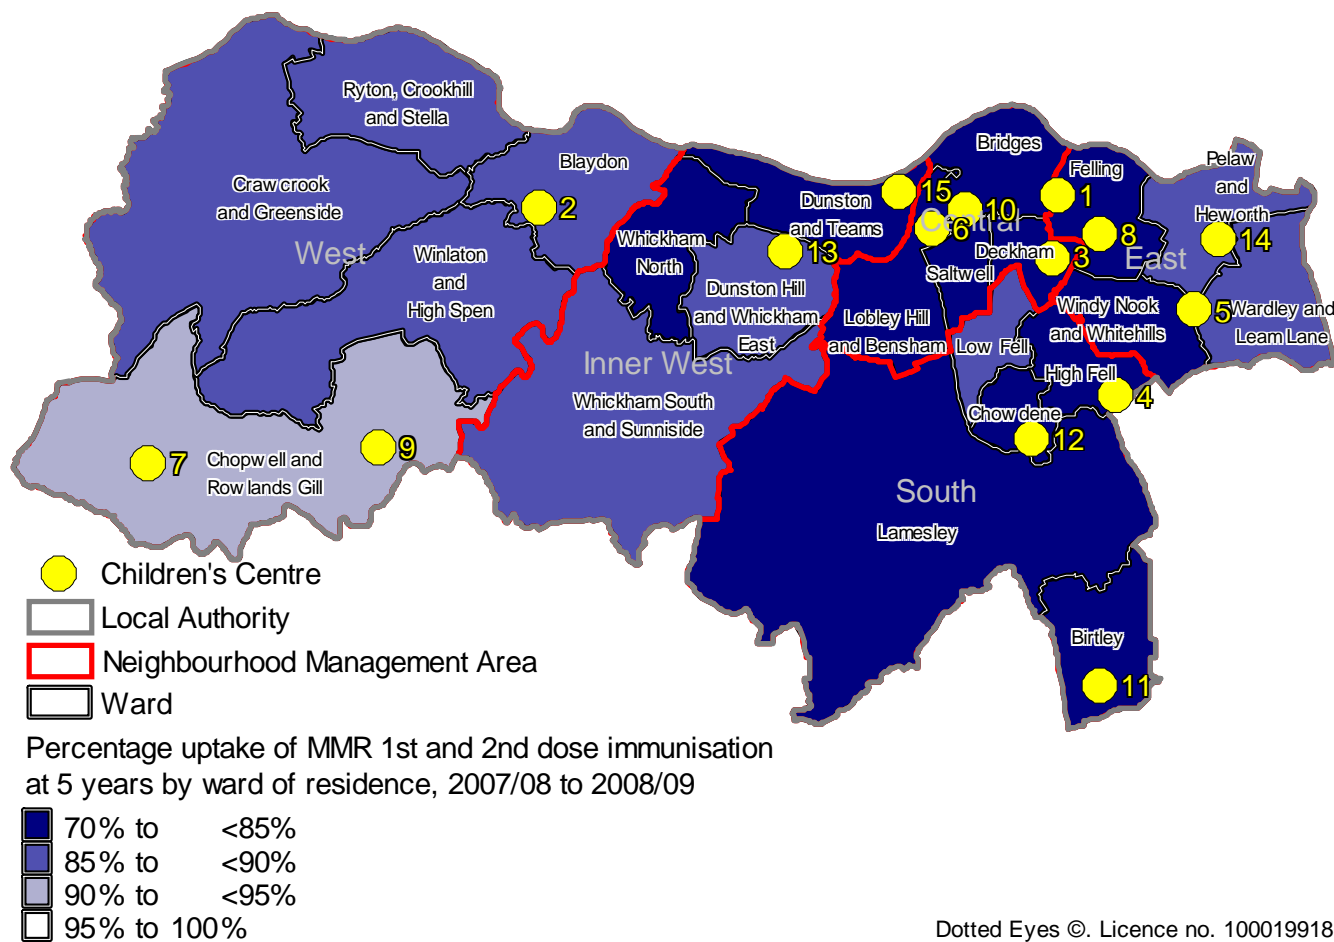 Ryton, Crookhill
and Stella
Blaydon
Bridges
Felling
Pelaw
and
Heworth
Crawcrook
and Greenside
West
2
Dunston
and Teams
15
10
Central
6
1
8
14
East
Whickham
North
13
Deckham
3
Saltwell
Winlaton
and
High Spen
Dunston Hill
and Whickham
East
Lobley Hill
and Bensham
Windy Nook
and Whitehills
5
Wardley and
Leam Lane
Low Fell
Inner West
High Fell
4
Whickham South
and Sunniside
Chowdene
12
7
Chopwell and
Rowlands Gill
9
South
Lamesley
Birtley
11
Children's Centre
Local Authority
Neighbourhood Management Area
Ward
Percentage uptake of MMR 1st and 2nd dose immunisation
at 5 years by ward of residence, 2007/08 to 2008/09
70% to <85%
85% to <90%
90% to <95%
95% to 100%
Dotted Eyes ©. Licence no. 100019918